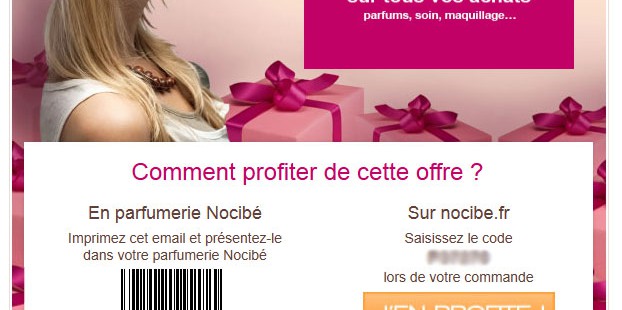 sur tous vos achats
parfums, soin, maquillage...
Comment profiter de cette offre ?
En parfumerie Nocibé
Imprimez cet email et présentez-le
dans votre parfumerie Nocibé
Sur nocibe.fr
Saisissez le code
lors de votre commande
J'EN PROFITE !